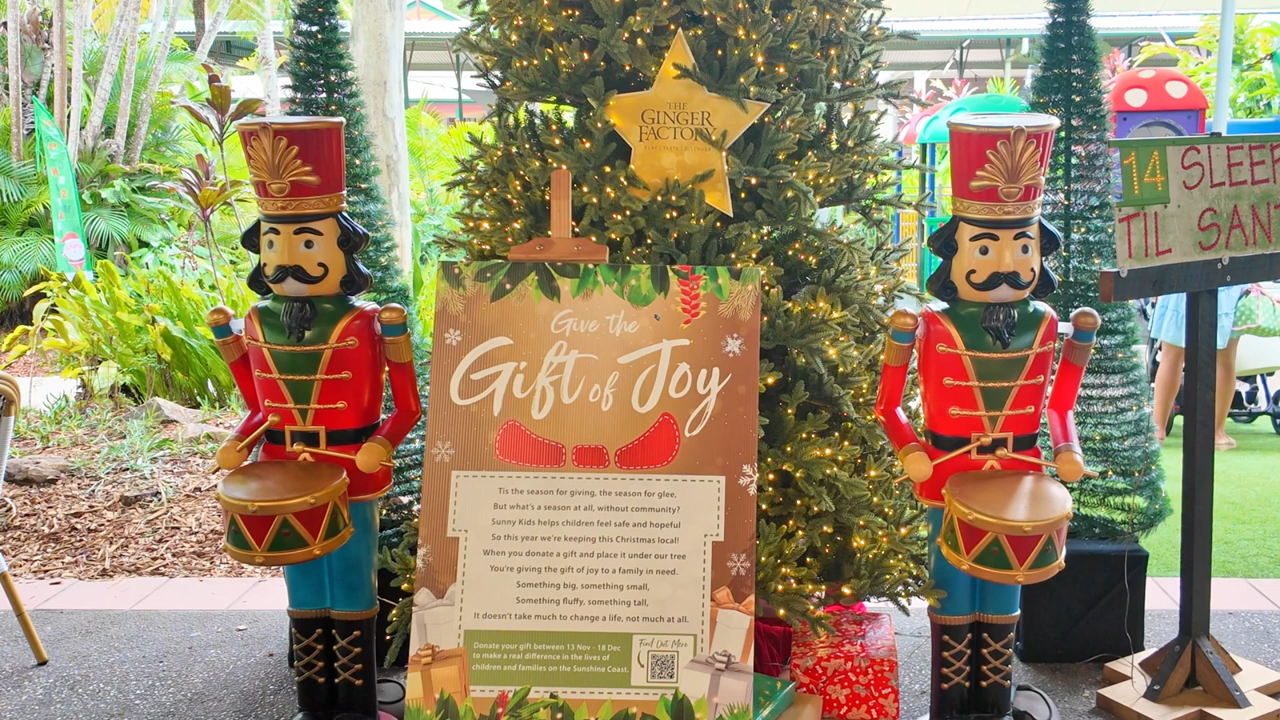 THE
GINGER
FACTORY
14 SLEEP
TIL SANT
Give the
Gift of Joy
Tis the season for giving, the season for glee,
But what's a season at all, without community?
Sunny Kids helps children feel safe and hopeful
So this year we're keeping this Christmas local!
When you donate a gift and place it under our tree
You're giving the gift of joy to a family in need.
Something big, something small,
Something fluffy, something tall,
It doesn't take much to change a life, not much at all.
Donate your gift between 13 Nov - 18 Dec
to make a real difference in the lives of
children and families on the Sunshine Coast.
Find Out More